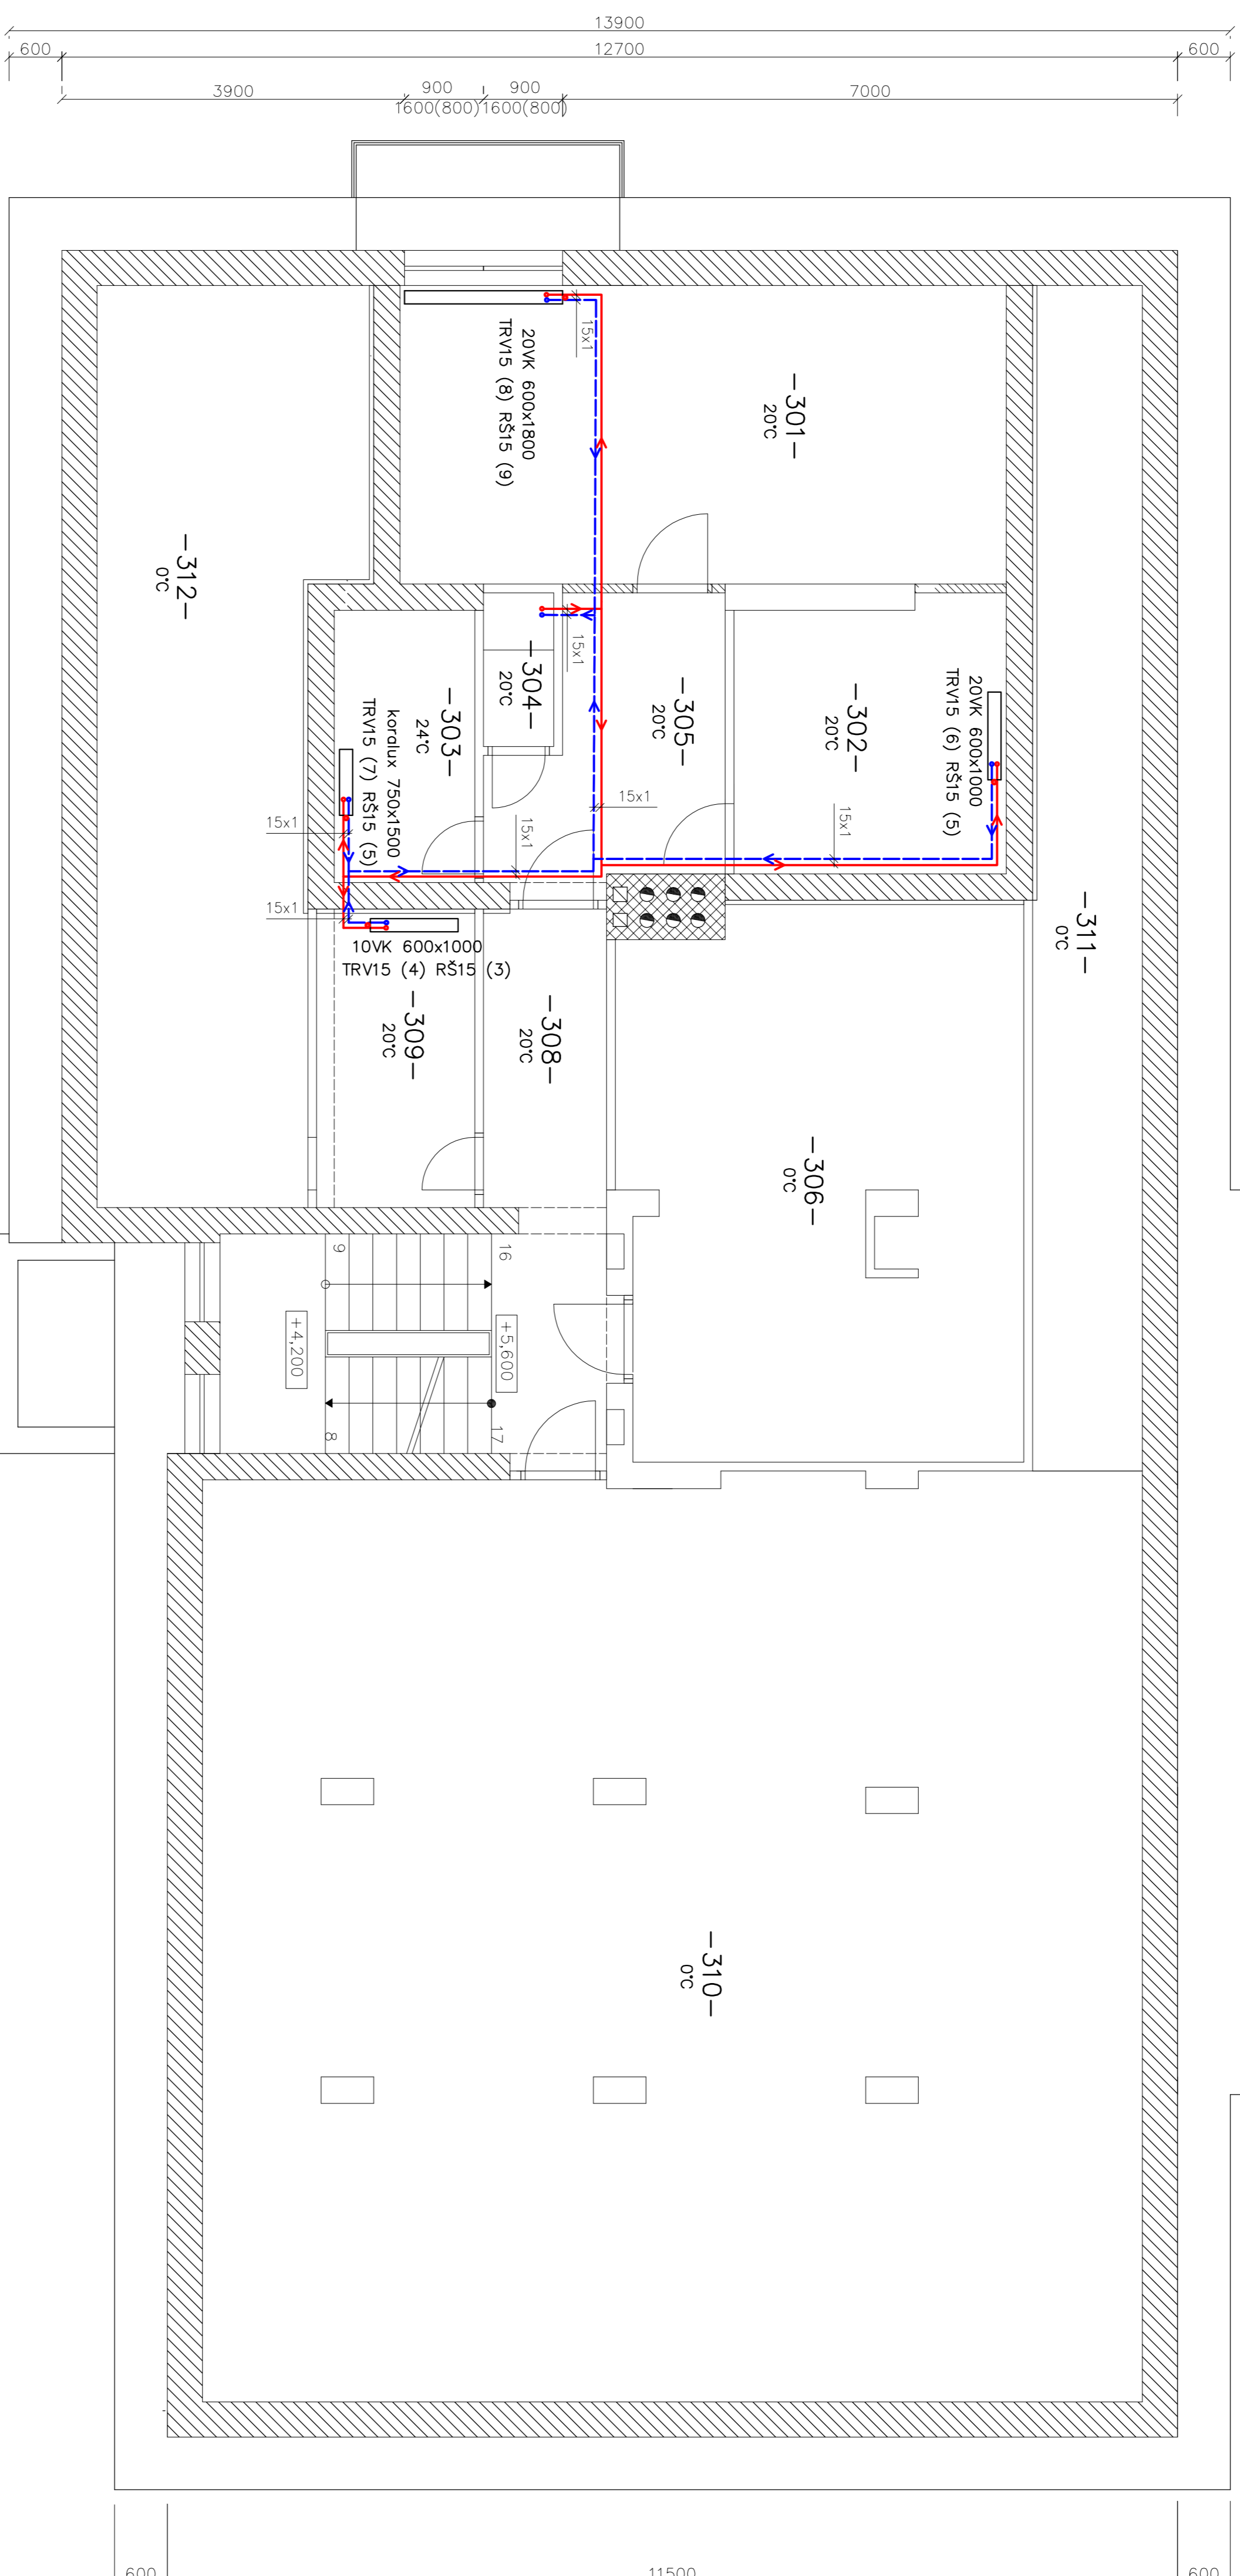 13900
600
12700
600
3900
900
900
7000
1600(800)
1600(800)
15x1
20VK 600x1800
TRV15 (8) RŠ15 (9)
-301-
20°C
-312-
0°C
15x1
-304-
20°C
-305-
20°C
-302-
20°C
20VK 600x1000
TRV15 (6) RŠ15 (5)
-303-
24°C
koralux 750x1500
TRV15 (7) RŠ15 (5)
15x1
15x1
15x1
15x1
15x1
-311-
0°C
10VK 600x1000
TRV15 (4) RŠ15 (3)
-309-
20°C
-308-
20°C
-306-
0°C
9
16
+4,200
+5,600
8
17
-310-
0°C
600
11500
600